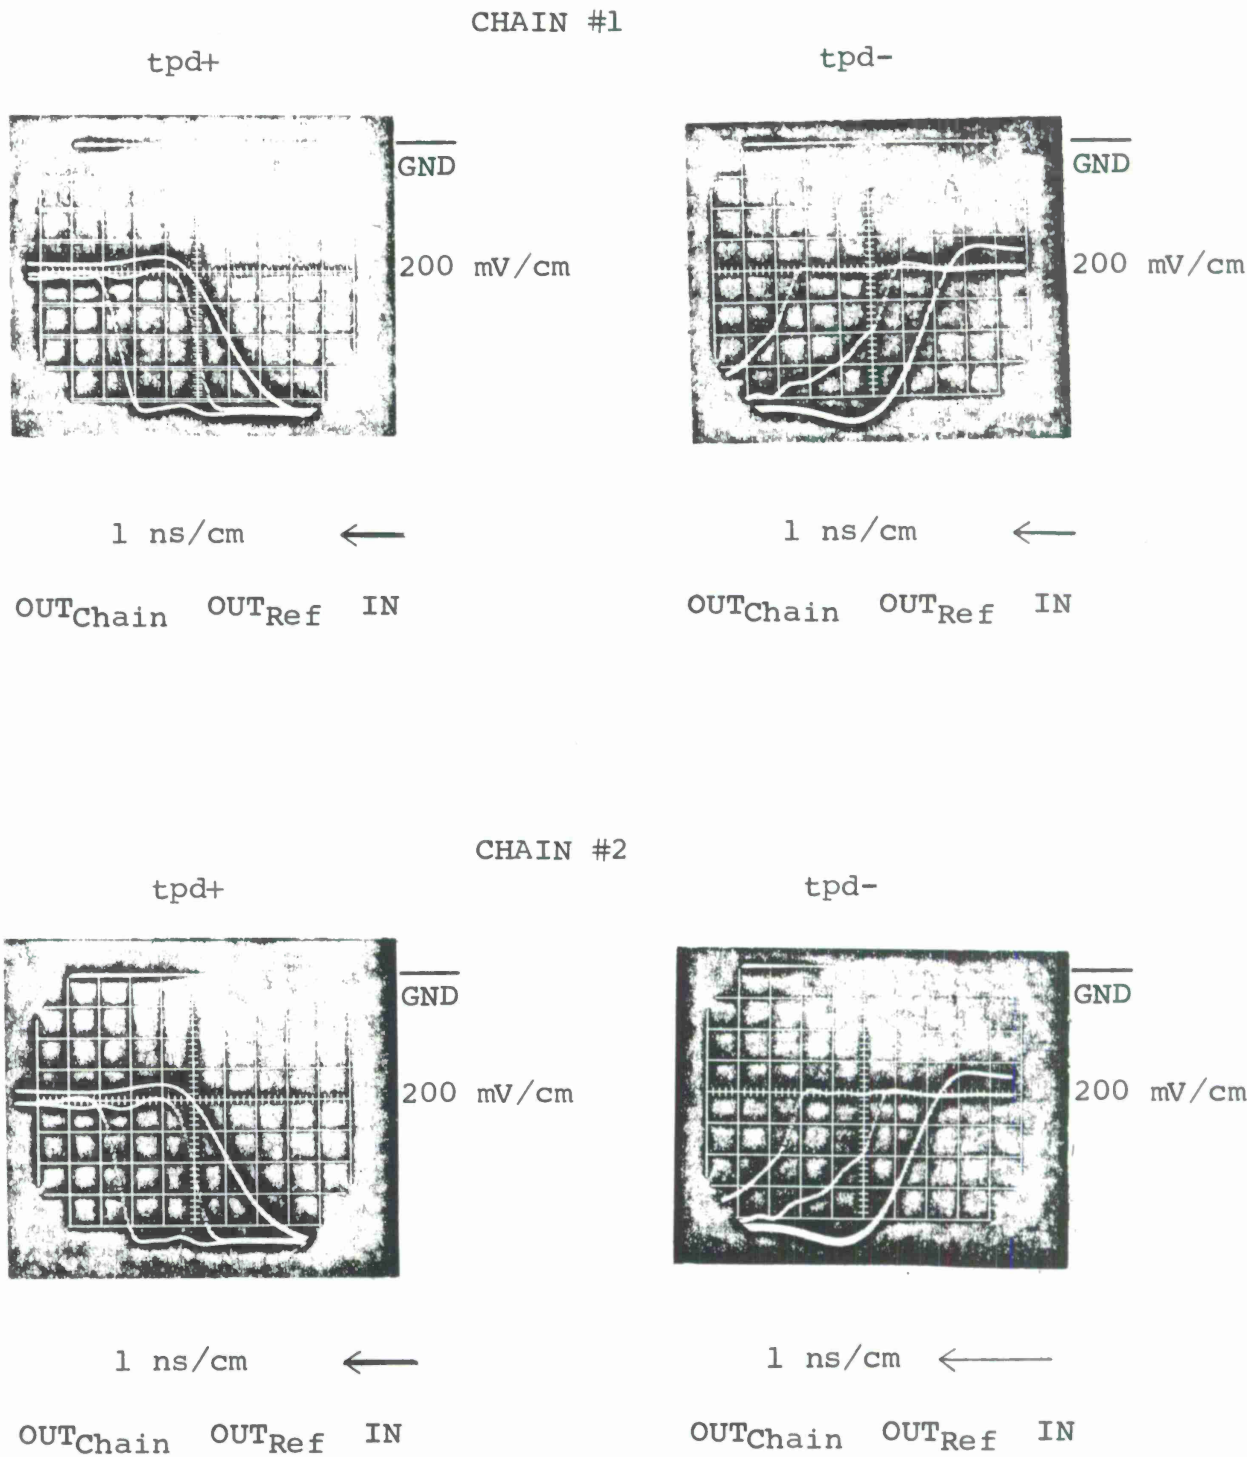 CHAIN #1
tpd+ tpd-
GND GND
200 mV/cm 200 mV/cm
1 ns/cm 1 ns/cm
OUTChain OUTRef IN OUTChain OUTRef IN
CHAIN #2
tpd+ tpd-
GND GND
200 mV/cm 200 mV/cm
1 ns/cm 1 ns/cm
OUTChain OUTRef IN OUTChain OUTRef IN